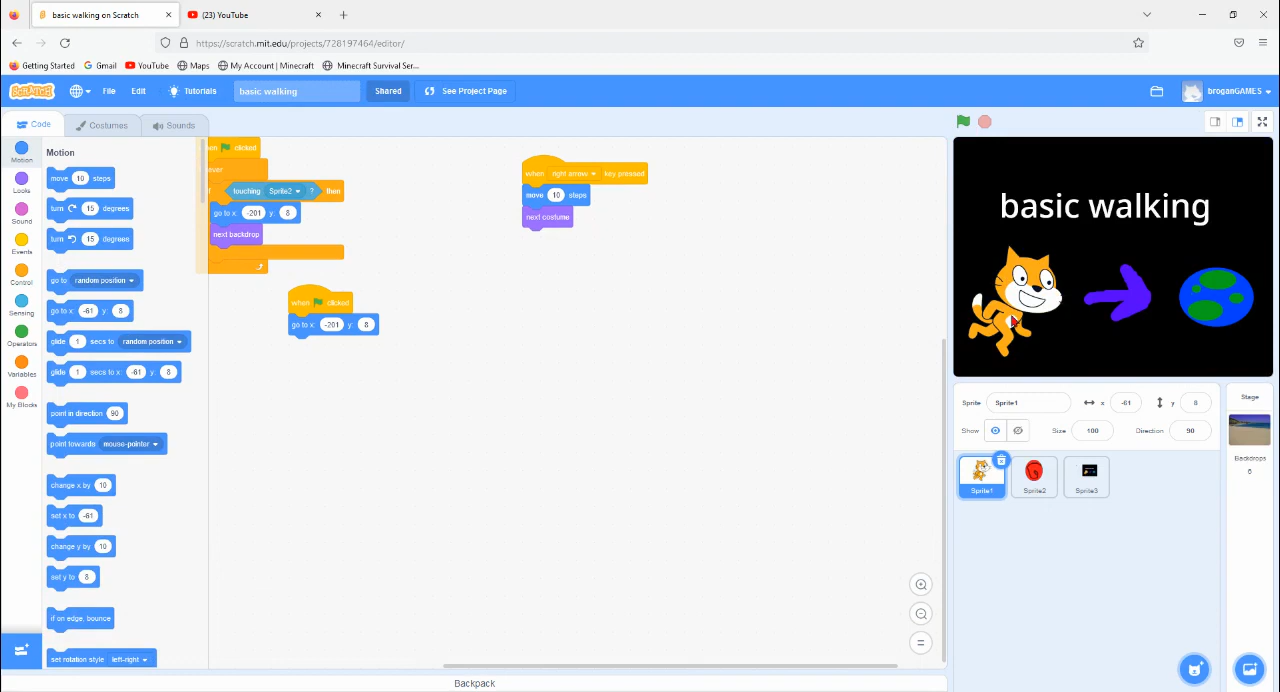 basic walking on Scratch
(23) YouTube
https://scratch.mit.edu/projects/728197464/editor/
Getting Started Gmail YouTube Maps My Account | Minecraft Minecraft Survival Ser...
SCRATCH File Edit Tutorials basic walking Shared See Project Page broganGAMES
Code Costumes Sounds
Motion
Looks
Sound
Events
Control
Sensing
Operators
Variables
My Blocks
Motion
move 10 steps
turn 15 degrees
turn 15 degrees
go to random position
go to x: -61 y: 8
glide 1 secs to random position
glide 1 secs to x: -61 y: 8
point in direction 90
point towards mouse-pointer
change x by 10
set x to -61
change y by 10
set y to 8
if on edge, bounce
set rotation style left-right
clicked
touching Sprite2 ? then
go to x: -201 y: 8
next backdrop
when clicked
go to x: -201 y: 8
when right arrow key pressed
move 10 steps
next costume
basic walking
Sprite Sprite1 x -61 y 8
Show Size 100 Direction 90
Sprite1 Sprite2 Sprite3
Stage
Backdrops
6
Backpack